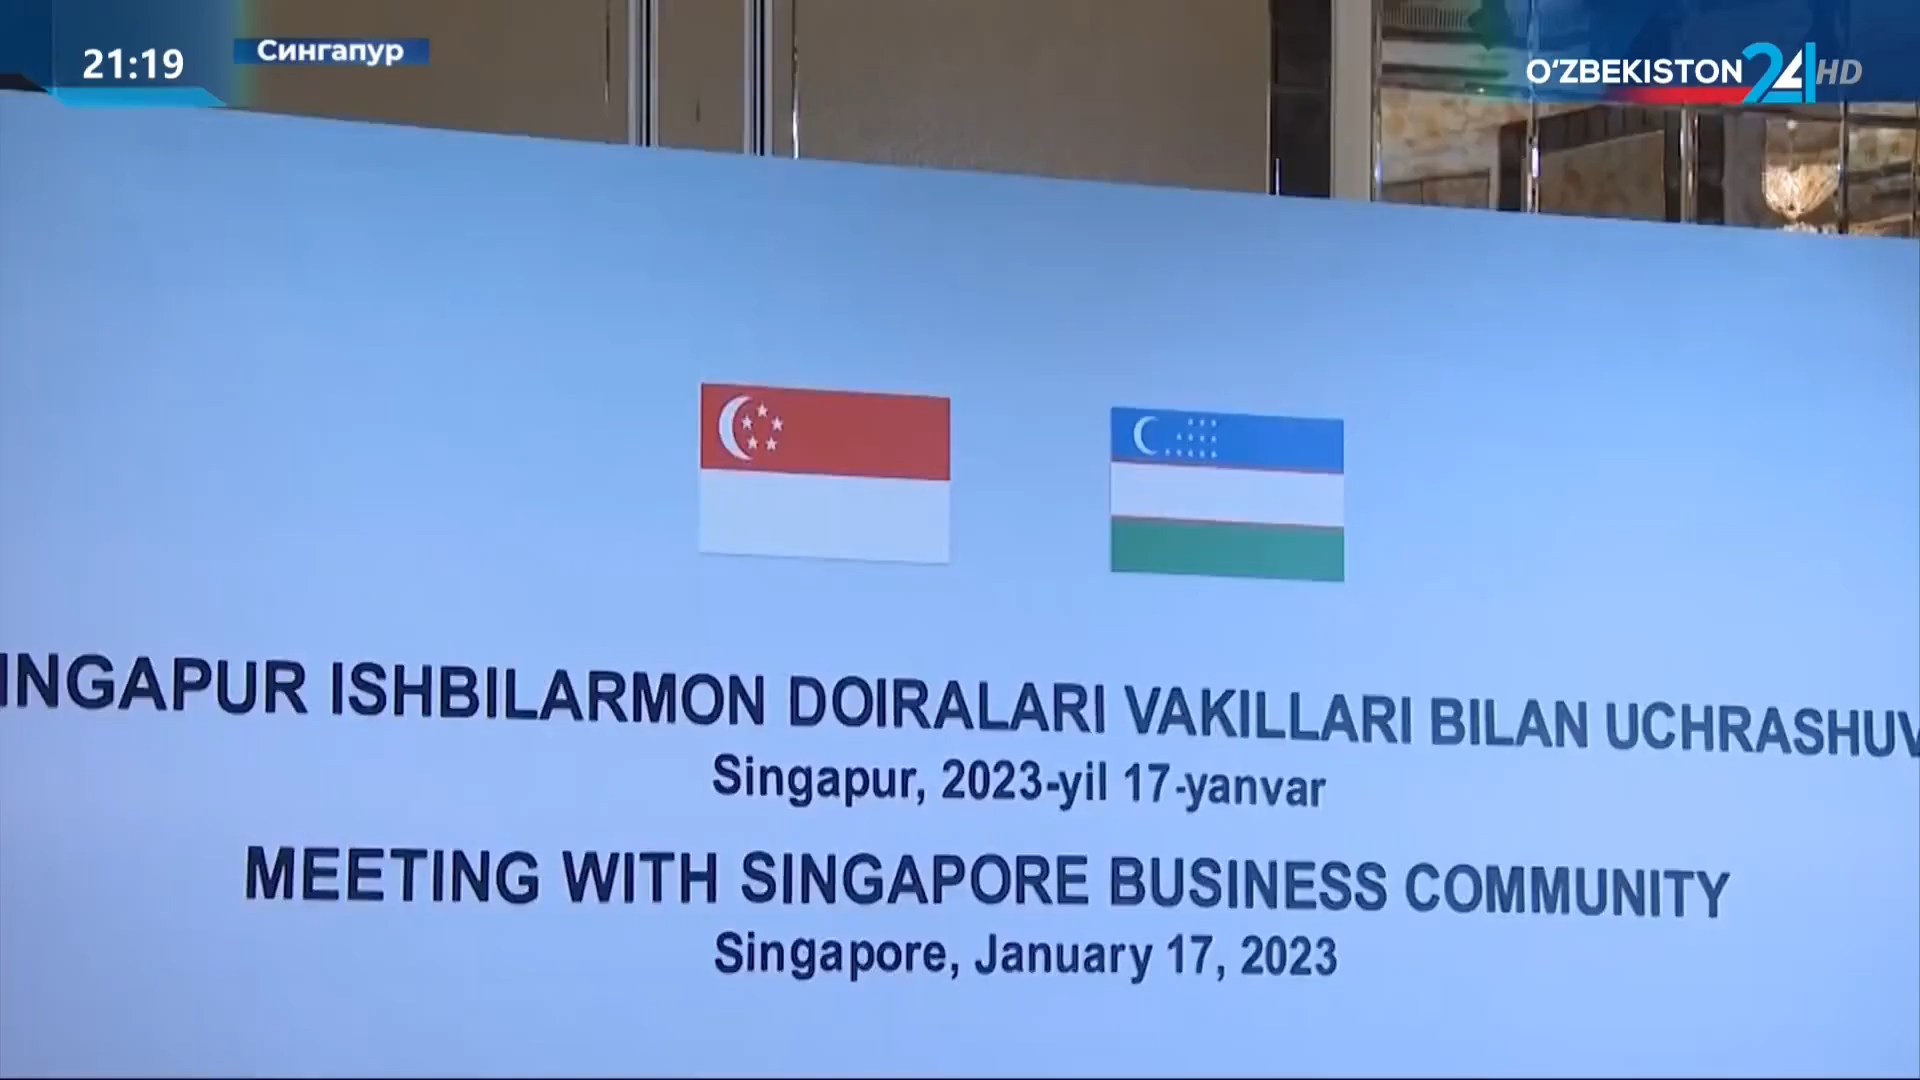 21:19
Сингапур
O‘ZBEKISTON 24 HD
INGAPUR ISHBILARMON DOIRALARI VAKILLARI BILAN UCHRASHUV
Singapur, 2023-yil 17-yanvar
MEETING WITH SINGAPORE BUSINESS COMMUNITY
Singapore, January 17, 2023